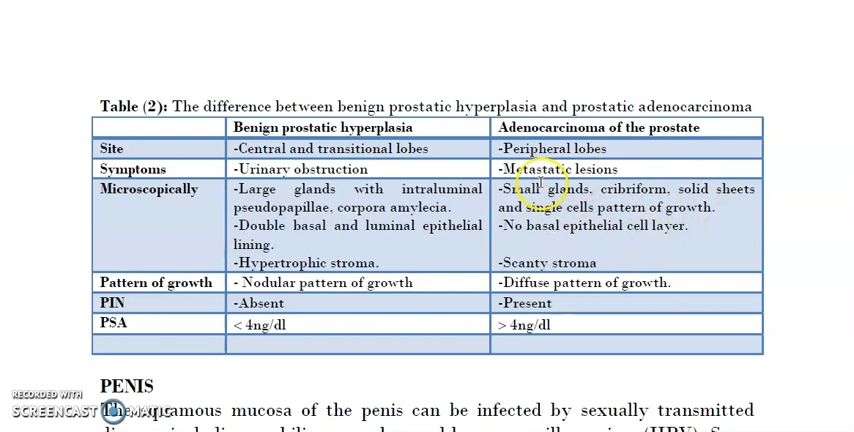 Table (2): The difference between benign prostatic hyperplasia and prostatic adenocarcinoma
Benign prostatic hyperplasia
Adenocarcinoma of the prostate
Site
-Central and transitional lobes
-Peripheral lobes
Symptoms
-Urinary obstruction
-Metastatic lesions
Microscopically
-Large glands with intraluminal
pseudopapillae, corpora amylecia.
-Double basal and luminal epithelial
lining.
-Hypertrophic stroma.
-Small glands, cribriform, solid sheets
and single cells pattern of growth.
-No basal epithelial cell layer.
-Scanty stroma
Pattern of growth
- Nodular pattern of growth
-Diffuse pattern of growth.
PIN
-Absent
-Present
PSA
< 4ng/dl
> 4ng/dl
PENIS
The squamous mucosa of the penis can be infected by sexually transmitted
RECORDED WITH
SCREENCAST MATIC